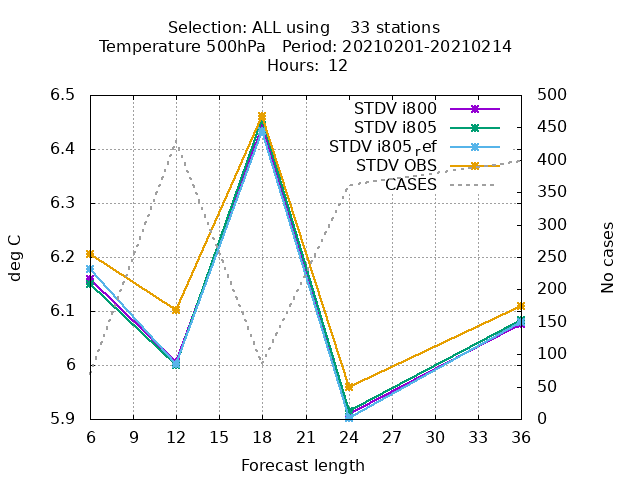 Selection: ALL using    33 stations
Temperature 500hPa   Period: 20210201-20210214
Hours:  12
6.5
6.4
6.3
6.2
6.1
6
5.9
deg C
500
450
400
350
300
250
200
150
100
50
0
No cases
STDV i800
STDV i805
STDV i805_ref
STDV OBS
CASES
6 9 12 15 18 21 24 27 30 33 36
Forecast length